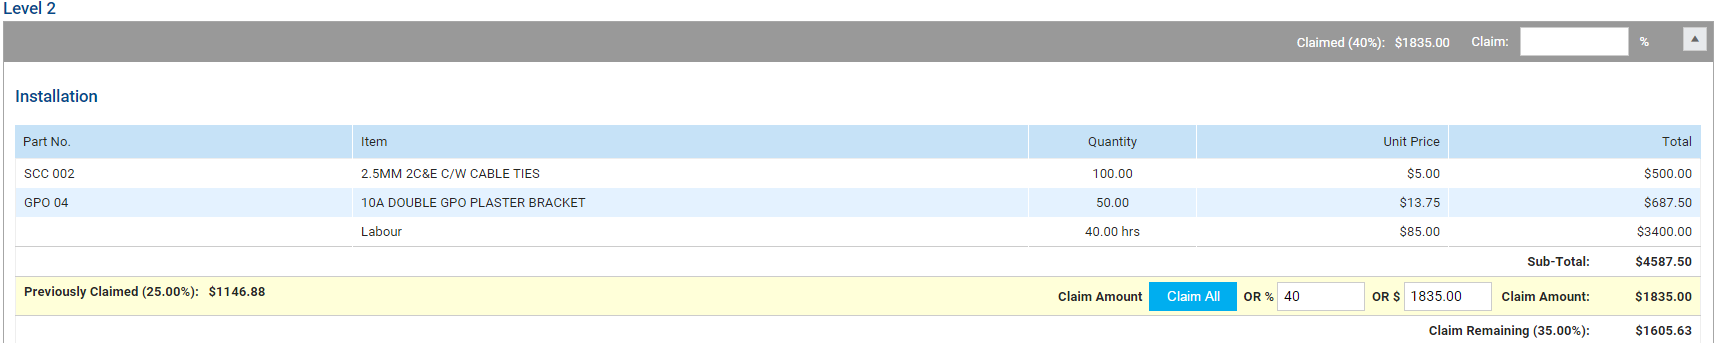 Level 2
Claimed (40%): $1835.00 Claim: %
Installation
Part No. Item Quantity Unit Price Total
SCC 002 2.5MM 2C&E C/W CABLE TIES 100.00 $5.00 $500.00
GPO 04 10A DOUBLE GPO PLASTER BRACKET 50.00 $13.75 $687.50
Labour 40.00 hrs $85.00 $3400.00
Sub-Total: $4587.50
Previously Claimed (25.00%): $1146.88 Claim Amount Claim All OR % 40 OR $ 1835.00 Claim Amount: $1835.00
Claim Remaining (35.00%): $1605.63